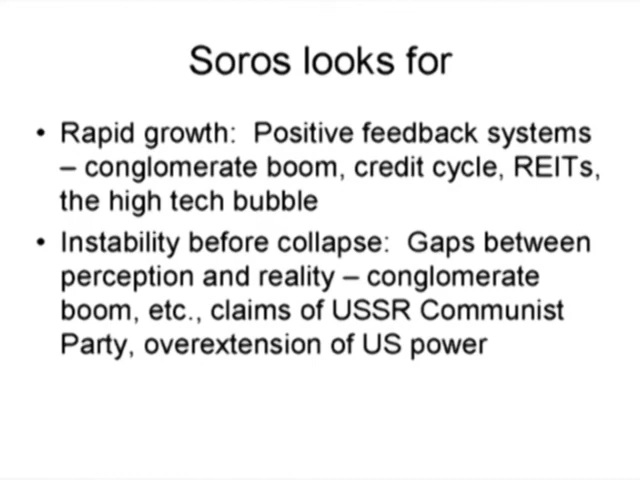 Soros looks for
• Rapid growth:  Positive feedback systems
– conglomerate boom, credit cycle, REITs,
the high tech bubble
• Instability before collapse:  Gaps between
perception and reality – conglomerate
boom, etc., claims of USSR Communist
Party, overextension of US power